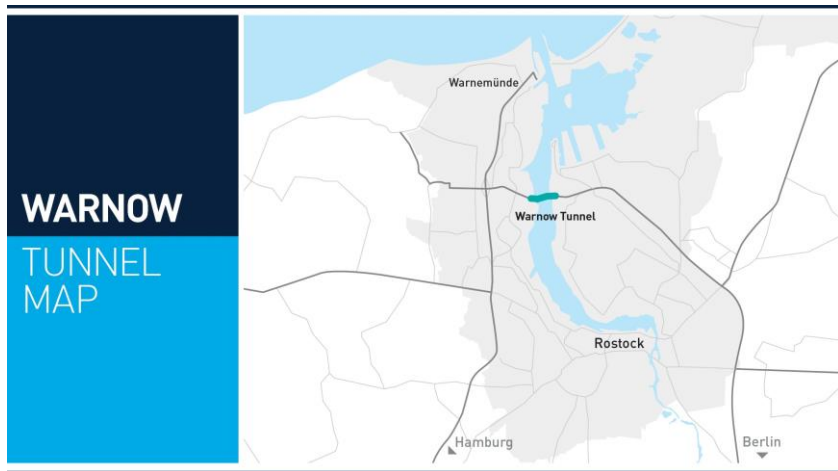 WARNOW
TUNNEL
MAP
Warnemünde
Warnow Tunnel
Rostock
Hamburg
Berlin